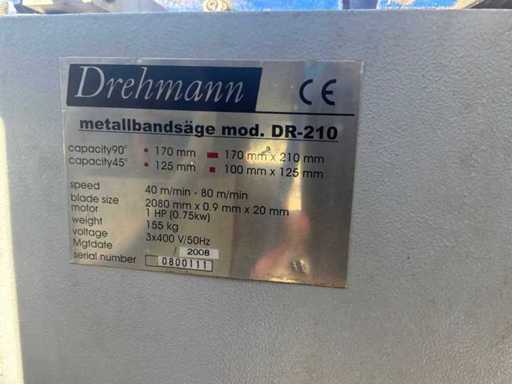 Drehmann CE
metallbandsäge mod. DR-210
capacity90° • 170 mm ▬ 170 mm x 210 mm
capacity45° • 125 mm ▪ 100 mm x 125 mm
speed 40 m/min - 80 m/min
blade size 2080 mm x 0.9 mm x 20 mm
motor 1 HP (0.75kw)
weight 155 kg
voltage 3x400 V/50Hz
Mgfdate / 2008
serial number 0800111